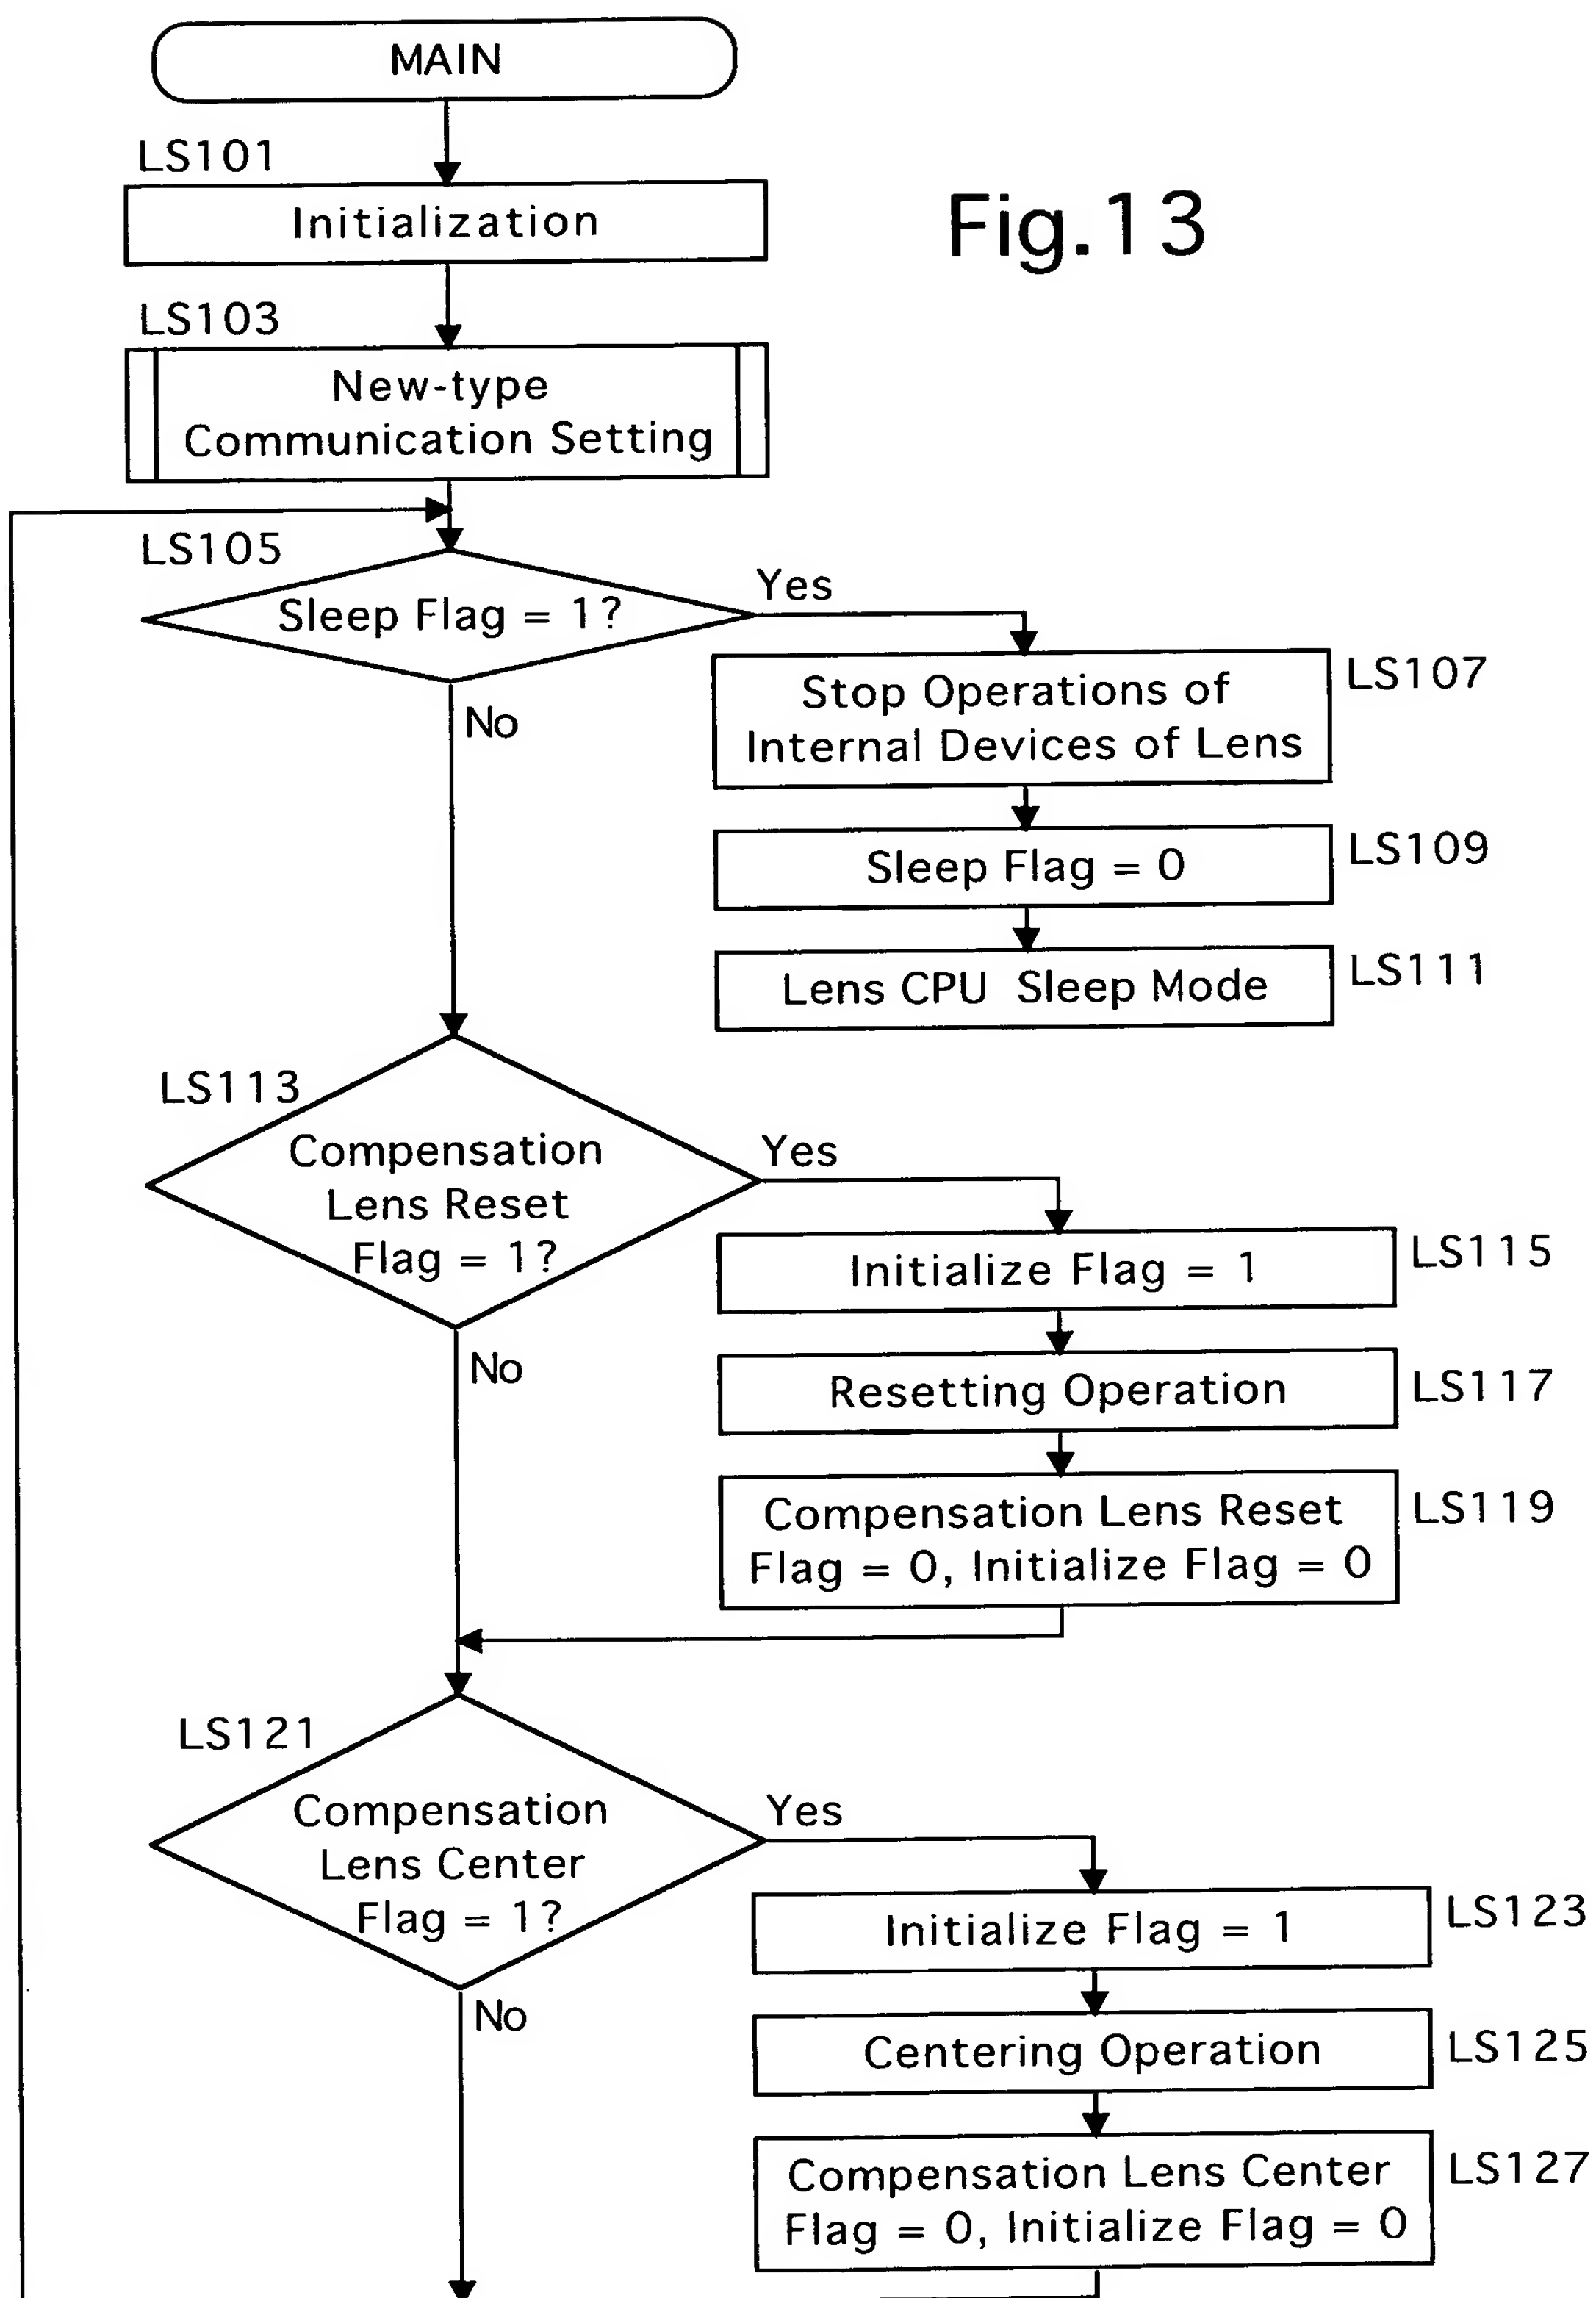 MAIN
LS101
Initialization
Fig.13
LS103
New-type
Communication Setting
LS105
Sleep Flag = 1?
Yes
No
Stop Operations of
Internal Devices of Lens
LS107
Sleep Flag = 0
LS109
Lens CPU Sleep Mode
LS111
LS113
Compensation
Lens Reset
Flag = 1?
Yes
No
Initialize Flag = 1
LS115
Resetting Operation
LS117
Compensation Lens Reset
Flag = 0, Initialize Flag = 0
LS119
LS121
Compensation
Lens Center
Flag = 1?
Yes
No
Initialize Flag = 1
LS123
Centering Operation
LS125
Compensation Lens Center
Flag = 0, Initialize Flag = 0
LS127